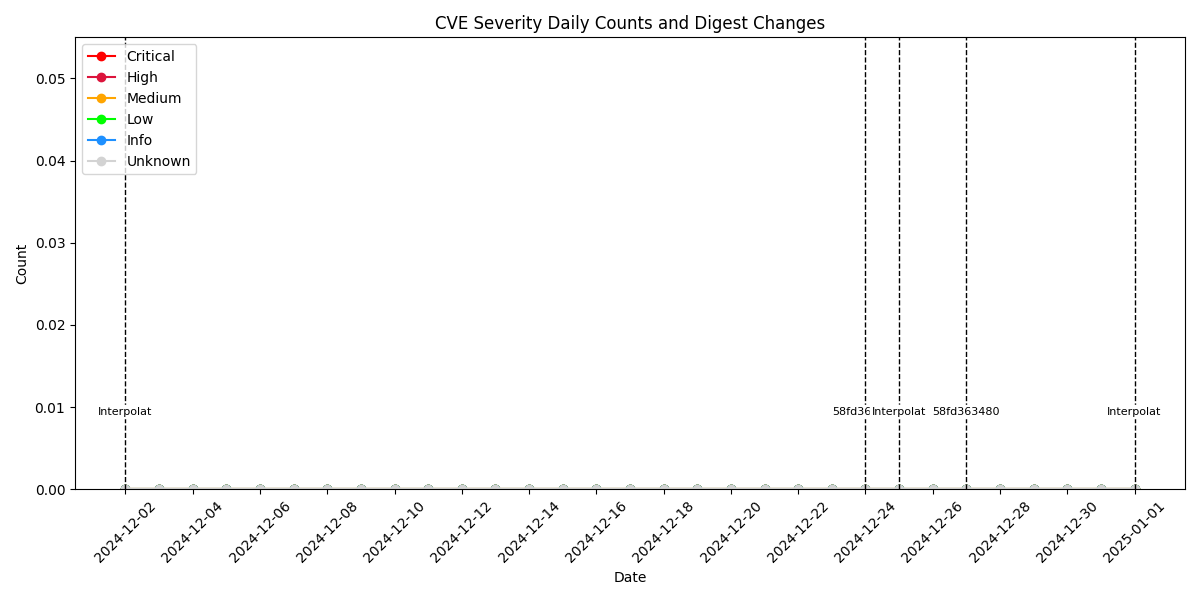 CVE Severity Daily Counts and Digest Changes
Critical
High
Medium
Low
Info
Unknown
0.05
0.04
0.03
0.02
0.01
0.00
Count
Interpolat
58fd36
Interpolat
58fd363480
Interpolat
2024-12-02
2024-12-04
2024-12-06
2024-12-08
2024-12-10
2024-12-12
2024-12-14
2024-12-16
2024-12-18
2024-12-20
2024-12-22
2024-12-24
2024-12-26
2024-12-28
2024-12-30
2025-01-01
Date